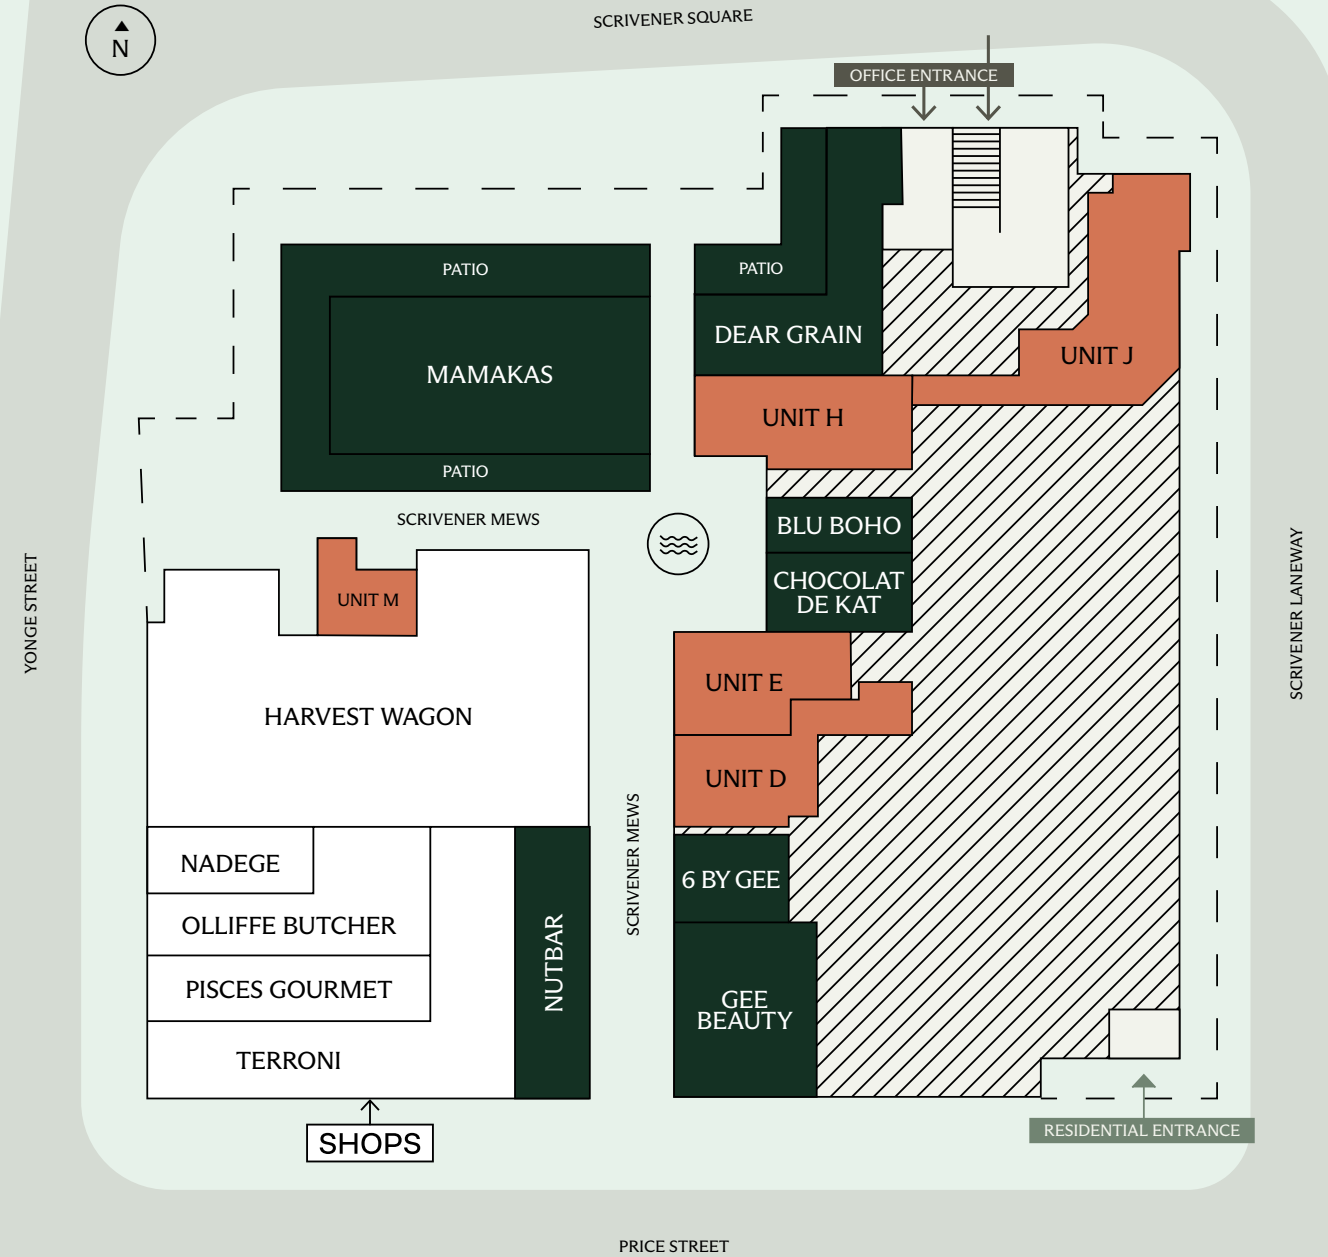 SCRIVENER SQUARE
N
OFFICE ENTRANCE
PATIO
PATIO
DEAR GRAIN
UNIT J
MAMAKAS
UNIT H
PATIO
SCRIVENER MEWS
BLU BOHO
CHOCOLAT
DE KAT
UNIT M
YONGE STREET
SCRIVENER LANEWAY
UNIT E
HARVEST WAGON
UNIT D
SCRIVENER MEWS
NADEGE
6 BY GEE
OLLIFFE BUTCHER
NUTBAR
PISCES GOURMET
GEE
BEAUTY
TERRONI
SHOPS
RESIDENTIAL ENTRANCE
PRICE STREET